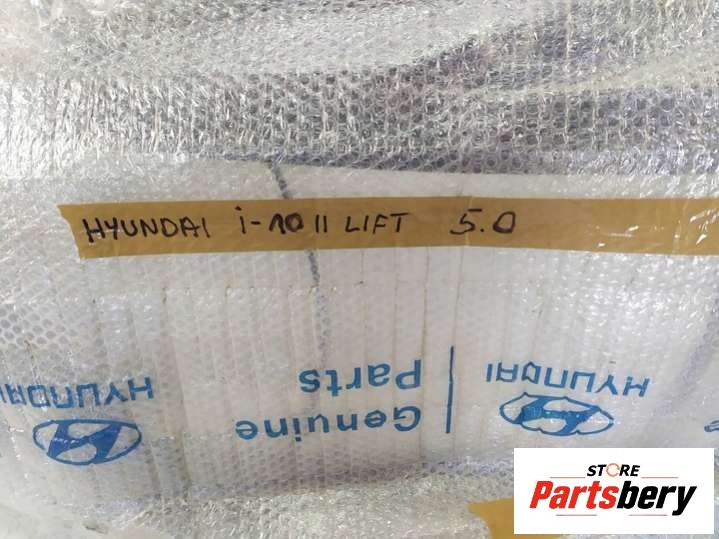 HYUNDAI i-10 II LIFT 5.0
HYUNDAI
Genuine
Parts
HYUNDAI
STORE
Partsbery